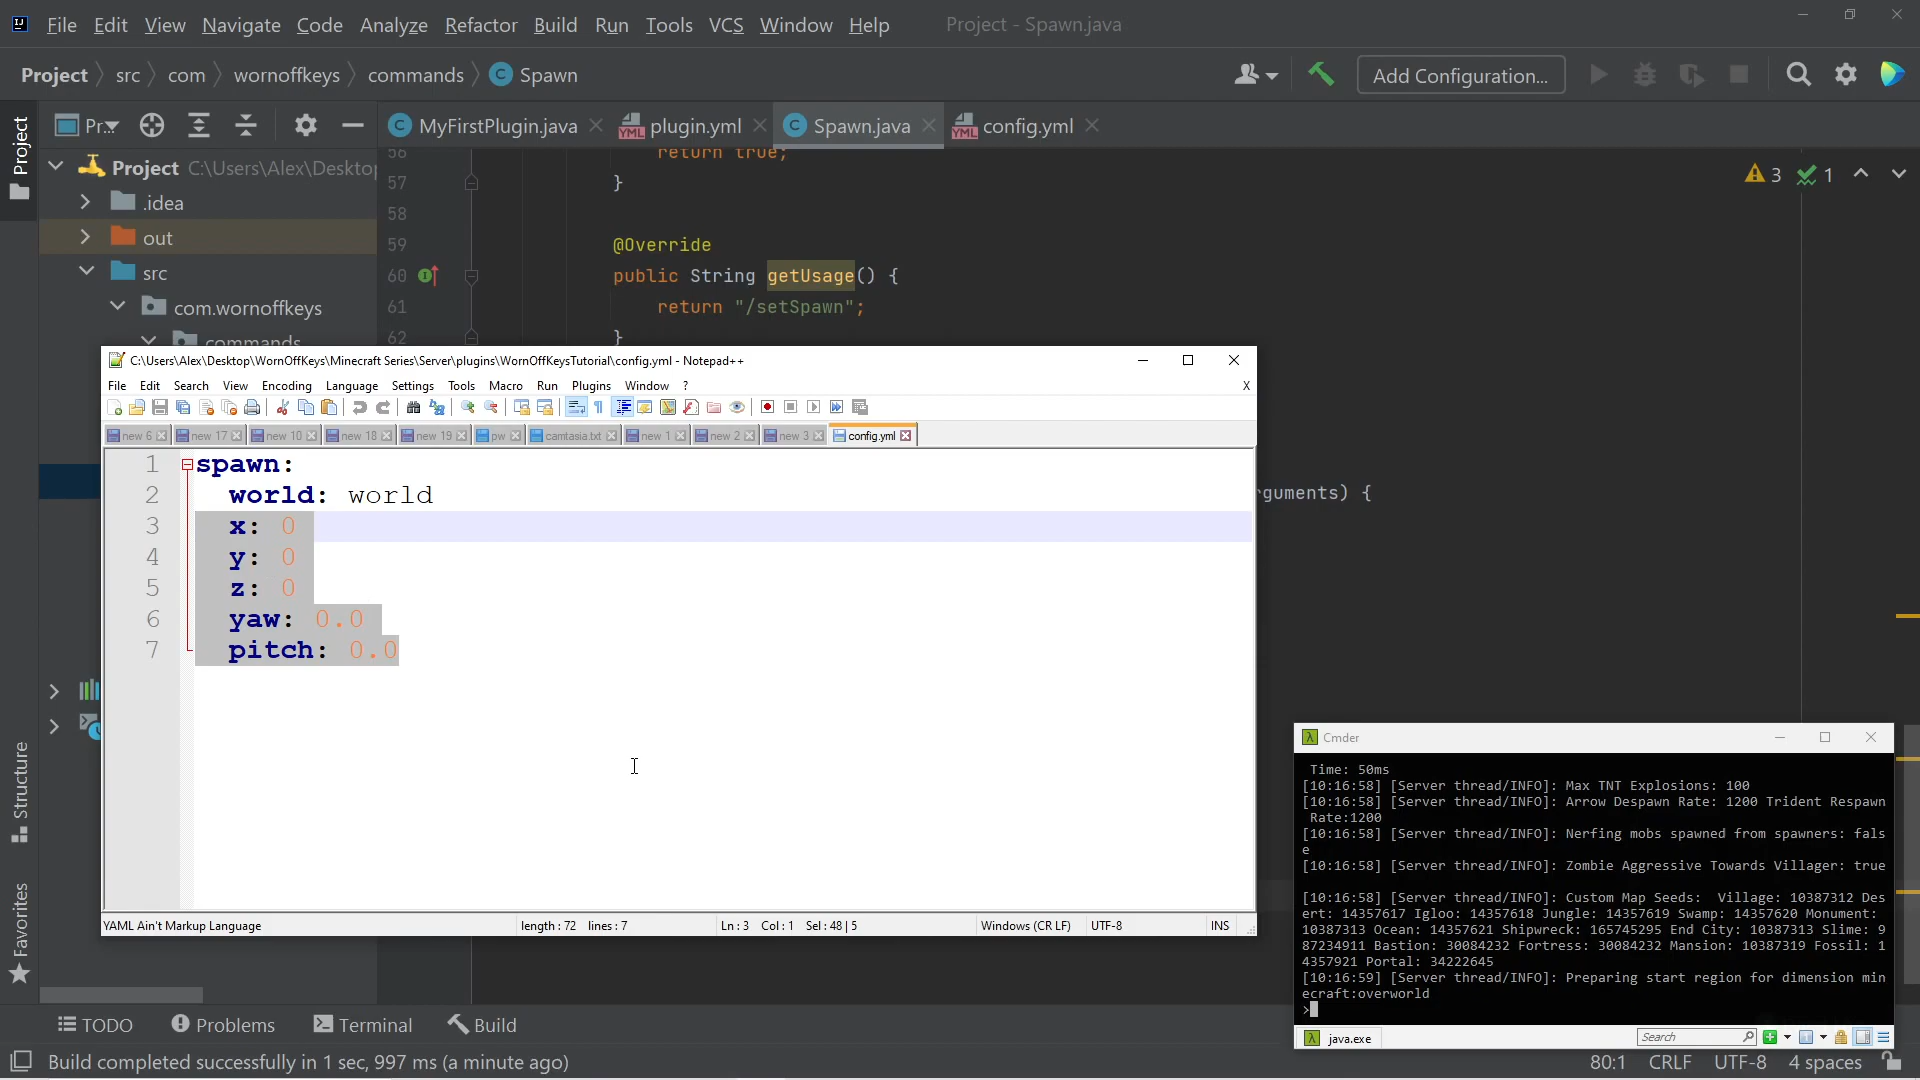 File Edit View Navigate Code Analyze Refactor Build Run Tools VCS Window Help Project - Spawn.java
Project src com wornoffkeys commands Spawn
Add Configuration...
Project
Pr...
MyFirstPlugin.java plugin.yml Spawn.java config.yml
Project C:\Users\Alex\Desktop
.idea
out
src
com.wornoffkeys
commands
3 1
56 return true;
57 }
58
59 @Override
60 public String getUsage() {
61 return "/setSpawn";
62 }
guments) {
C:\Users\Alex\Desktop\WornOffKeys\Minecraft Series\Server\plugins\WornOffKeysTutorial\config.yml - Notepad++
File Edit Search View Encoding Language Settings Tools Macro Run Plugins Window ? X
new 6 new 17 new 10 new 18 new 19 pw camtasia.txt new 1 new 2 new 3 config.yml
1 spawn:
2 world: world
3 x: 0
4 y: 0
5 z: 0
6 yaw: 0.0
7 pitch: 0.0
YAML Ain't Markup Language length : 72 lines : 7 Ln : 3 Col : 1 Sel : 48 | 5 Windows (CR LF) UTF-8 INS
Structure
Favorites
Cmder
Time: 50ms
[10:16:58] [Server thread/INFO]: Max TNT Explosions: 100
[10:16:58] [Server thread/INFO]: Arrow Despawn Rate: 1200 Trident Respawn
Rate:1200
[10:16:58] [Server thread/INFO]: Nerfing mobs spawned from spawners: fals
e
[10:16:58] [Server thread/INFO]: Zombie Aggressive Towards Villager: true
[10:16:58] [Server thread/INFO]: Custom Map Seeds: Village: 10387312 Des
ert: 14357617 Igloo: 14357618 Jungle: 14357619 Swamp: 14357620 Monument:
10387313 Ocean: 14357621 Shipwreck: 165745295 End City: 10387313 Slime: 9
87234911 Bastion: 30084232 Fortress: 30084232 Mansion: 10387319 Fossil: 1
4357921 Portal: 34222645
[10:16:59] [Server thread/INFO]: Preparing start region for dimension min
ecraft:overworld
>
java.exe Search
TODO Problems Terminal Build
Build completed successfully in 1 sec, 997 ms (a minute ago) 80:1 CRLF UTF-8 4 spaces